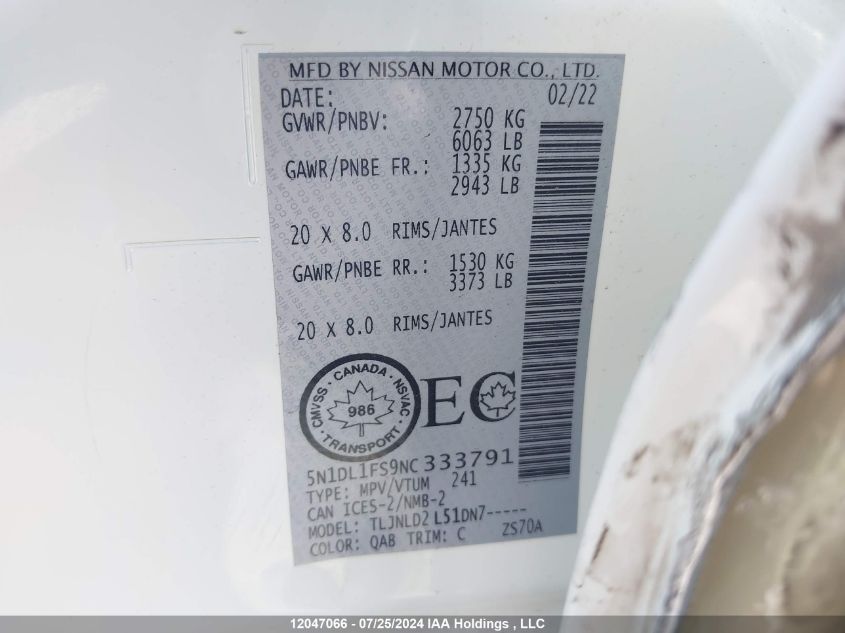 MFD BY NISSAN MOTOR CO., LTD.
DATE: 02/22
GVWR/PNBV: 2750 KG
6063 LB
GAWR/PNBE FR.: 1335 KG
2943 LB
20 X 8.0 RIMS/JANTES
GAWR/PNBE RR.: 1530 KG
3373 LB
20 X 8.0 RIMS/JANTES
CMVSS · CANADA · NSVAC
986
· TRANSPORT ·
EC
5N1DL1FS9NC333791
TYPE: MPV/VTUM 241
CAN ICES-2/NMB-2
MODEL: TLJNLD2 L51DN7-----
COLOR: QAB TRIM: C ZS70A
12047066 - 07/25/2024 IAA Holdings , LLC